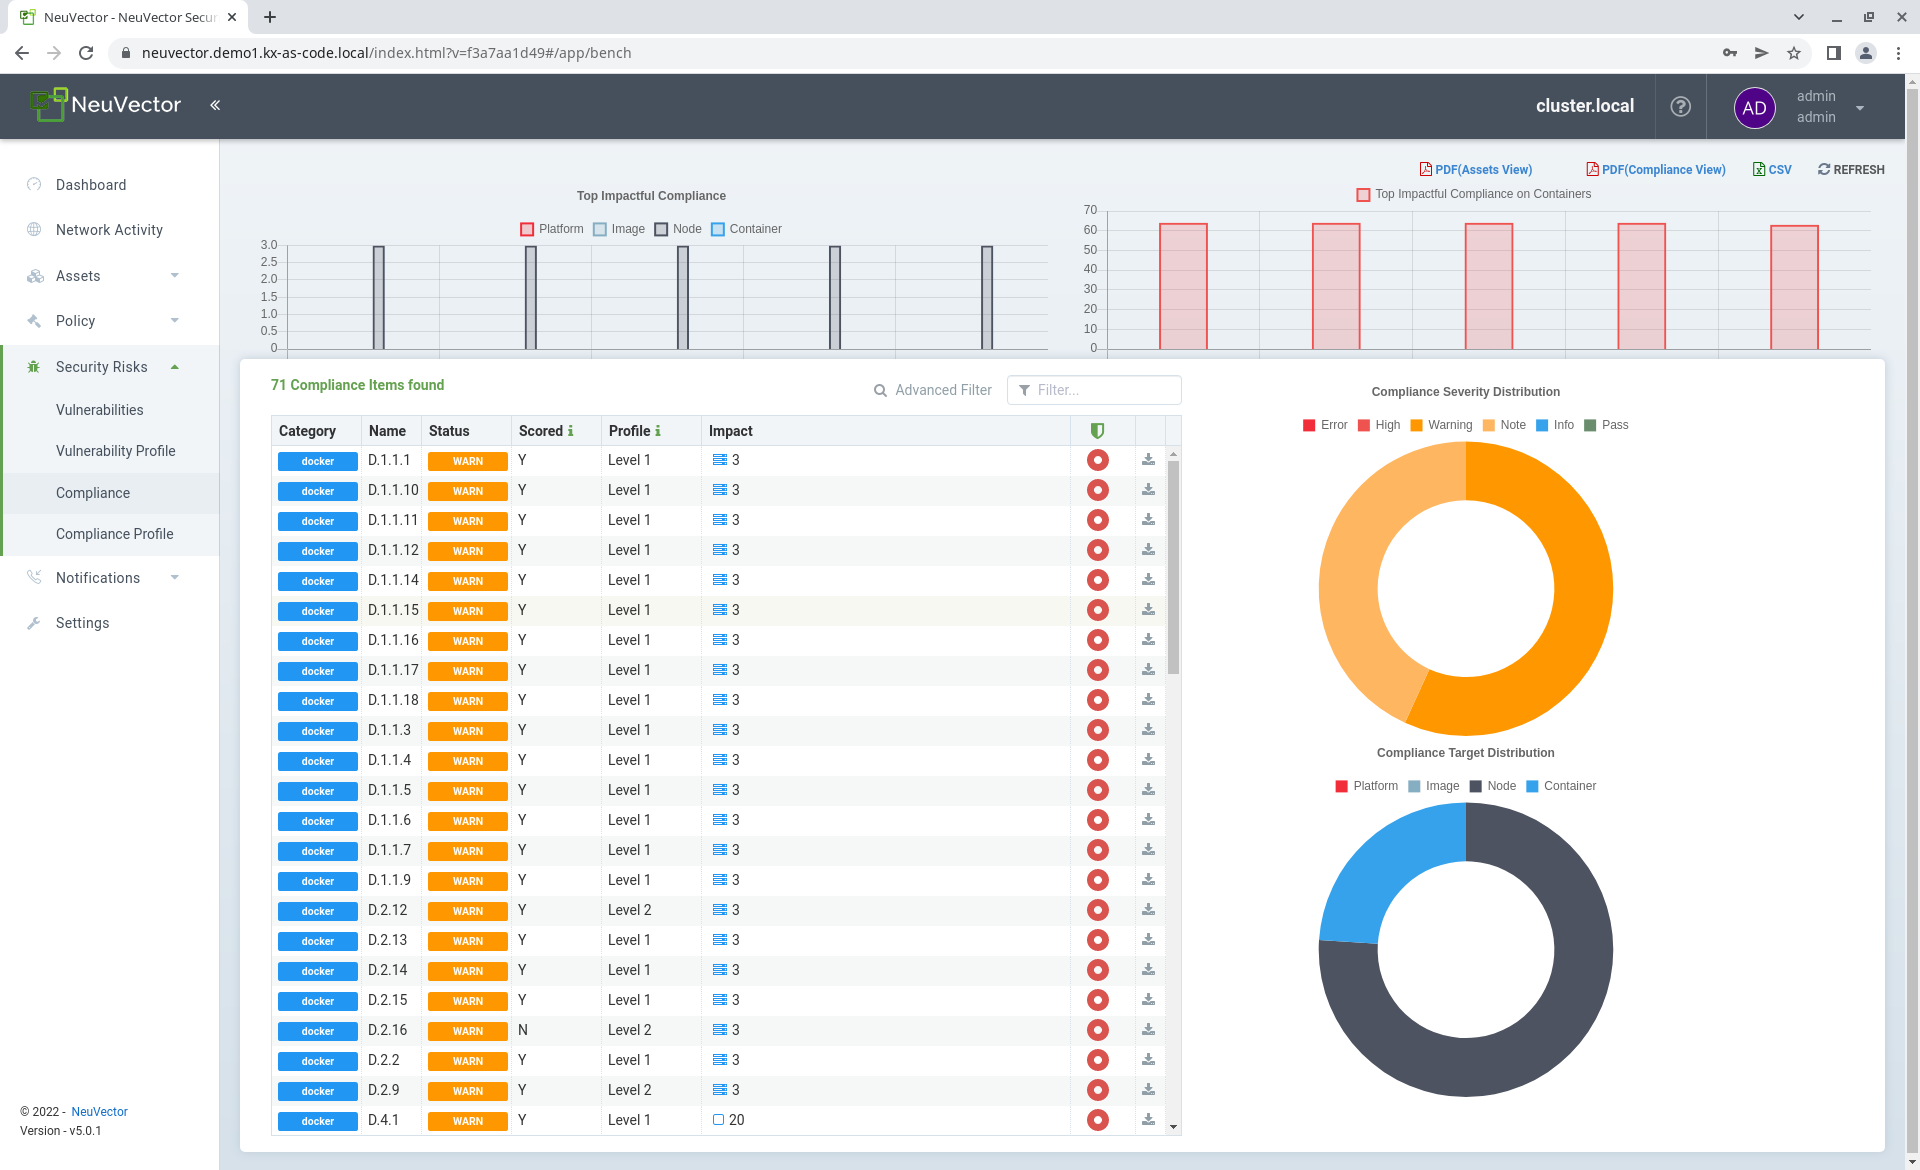 NeuVector - NeuVector Secur
neuvector.demo1.kx-as-code.local/index.html?v=f3a7aa1d49#/app/bench
NeuVector
cluster.local
AD
admin
admin
Dashboard
Network Activity
Assets
Policy
Security Risks
Vulnerabilities
Vulnerability Profile
Compliance
Compliance Profile
Notifications
Settings
© 2022 - NeuVector
Version - v5.0.1
PDF(Assets View) PDF(Compliance View) CSV REFRESH
Top Impactful Compliance
Platform Image Node Container
3.0
2.5
2.0
1.5
1.0
0.5
0
Top Impactful Compliance on Containers
70
60
50
40
30
20
10
0
71 Compliance Items found
Advanced Filter Filter...
Category Name Status Scored Profile Impact
docker D.1.1.1 WARN Y Level 1 3
docker D.1.1.10 WARN Y Level 1 3
docker D.1.1.11 WARN Y Level 1 3
docker D.1.1.12 WARN Y Level 1 3
docker D.1.1.14 WARN Y Level 1 3
docker D.1.1.15 WARN Y Level 1 3
docker D.1.1.16 WARN Y Level 1 3
docker D.1.1.17 WARN Y Level 1 3
docker D.1.1.18 WARN Y Level 1 3
docker D.1.1.3 WARN Y Level 1 3
docker D.1.1.4 WARN Y Level 1 3
docker D.1.1.5 WARN Y Level 1 3
docker D.1.1.6 WARN Y Level 1 3
docker D.1.1.7 WARN Y Level 1 3
docker D.1.1.9 WARN Y Level 1 3
docker D.2.12 WARN Y Level 2 3
docker D.2.13 WARN Y Level 1 3
docker D.2.14 WARN Y Level 1 3
docker D.2.15 WARN Y Level 1 3
docker D.2.16 WARN N Level 2 3
docker D.2.2 WARN Y Level 1 3
docker D.2.9 WARN Y Level 2 3
docker D.4.1 WARN Y Level 1 20
Compliance Severity Distribution
Error High Warning Note Info Pass
Compliance Target Distribution
Platform Image Node Container